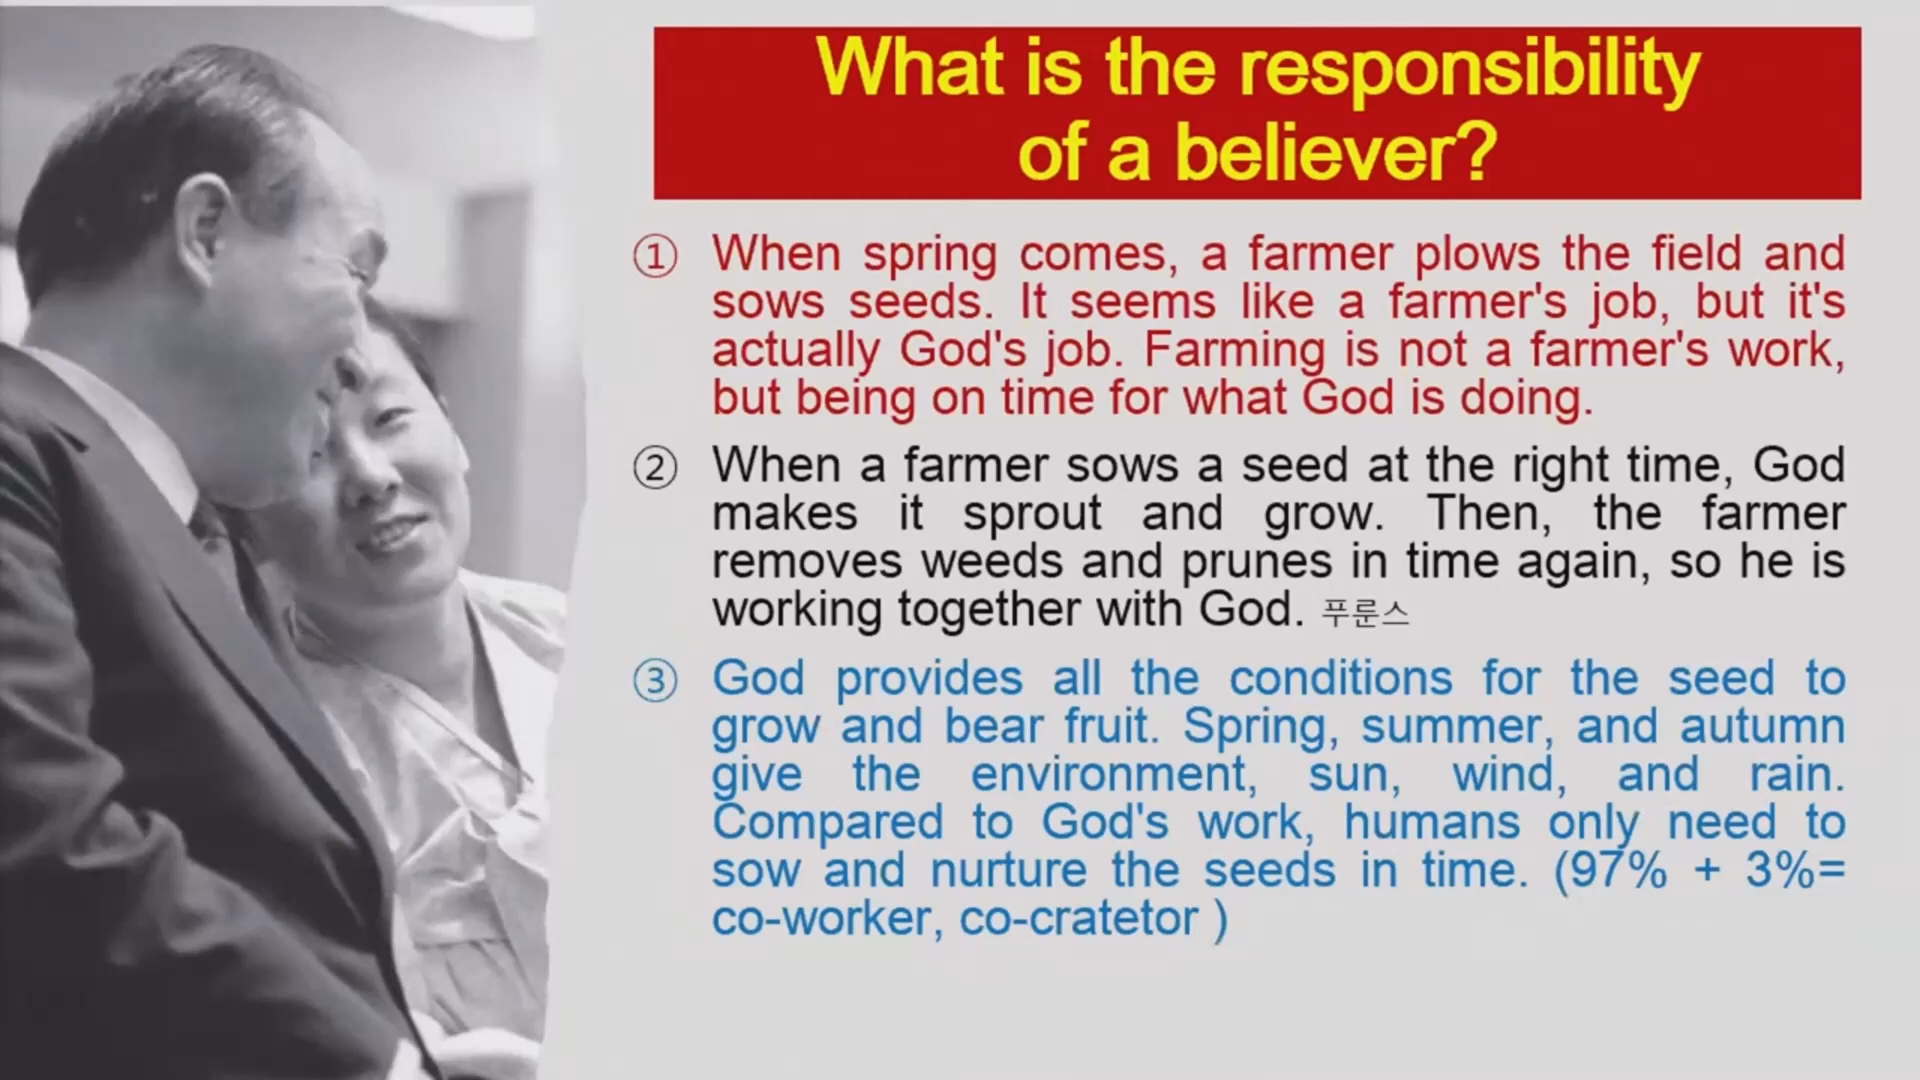 What is the responsibility
of a believer?
① When spring comes, a farmer plows the field and
sows seeds. It seems like a farmer's job, but it's
actually God's job. Farming is not a farmer's work,
but being on time for what God is doing.
② When a farmer sows a seed at the right time, God
makes it sprout and grow. Then, the farmer
removes weeds and prunes in time again, so he is
working together with God. 푸룬스
③ God provides all the conditions for the seed to
grow and bear fruit. Spring, summer, and autumn
give the environment, sun, wind, and rain.
Compared to God's work, humans only need to
sow and nurture the seeds in time. (97% + 3%=
co-worker, co-cratetor )